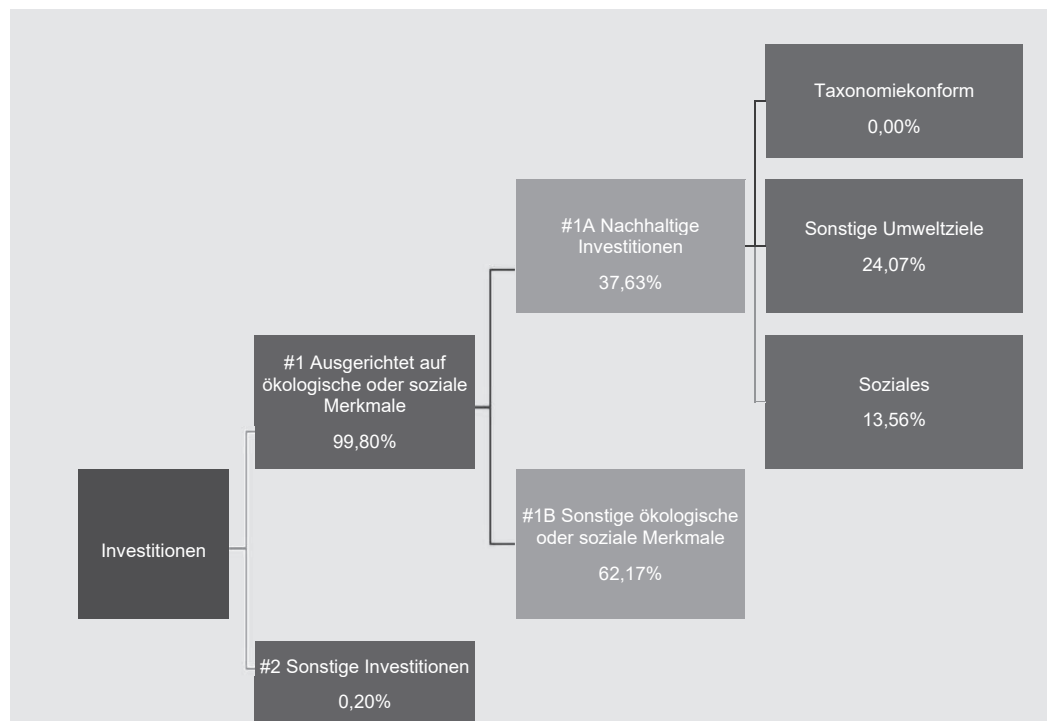 Taxonomiekonform
0,00%
#1A Nachhaltige
Investitionen
37,63%
Sonstige Umweltziele
24,07%
#1 Ausgerichtet auf
ökologische oder soziale
Merkmale
99,80%
Soziales
13,56%
Investitionen
#1B Sonstige ökologische
oder soziale Merkmale
62,17%
#2 Sonstige Investitionen
0,20%